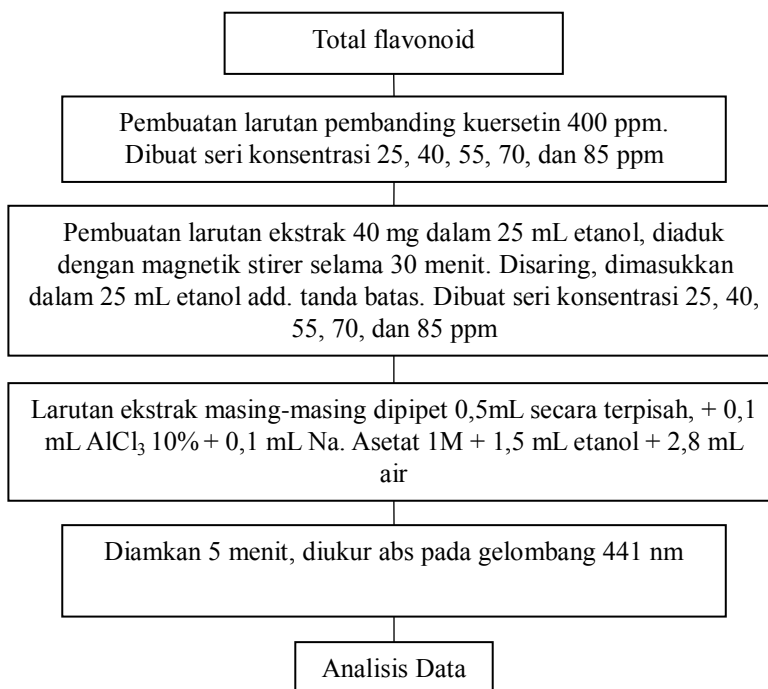 Total flavonoid
Pembuatan larutan pembanding kuersetin 400 ppm.
Dibuat seri konsentrasi 25, 40, 55, 70, dan 85 ppm
Pembuatan larutan ekstrak 40 mg dalam 25 mL etanol, diaduk
dengan magnetik stirer selama 30 menit. Disaring, dimasukkan
dalam 25 mL etanol add. tanda batas. Dibuat seri konsentrasi 25, 40,
55, 70, dan 85 ppm
Larutan ekstrak masing-masing dipipet 0,5mL secara terpisah, + 0,1
mL AlCl₃ 10% + 0,1 mL Na. Asetat 1M + 1,5 mL etanol + 2,8 mL
air
Diamkan 5 menit, diukur abs pada gelombang 441 nm
Analisis Data